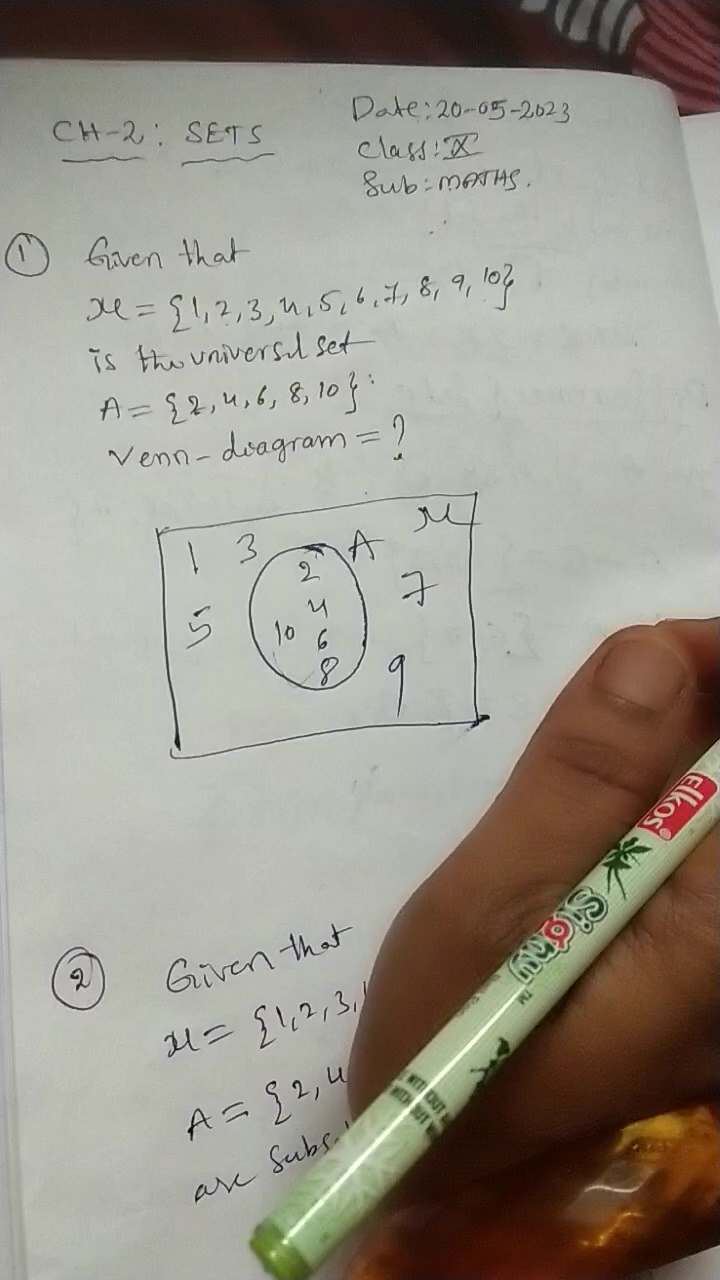 CH-2: SETS
Date: 20-05-2023
Class: X
Sub: MATHS.
① Given that
μ = {1, 2, 3, 4, 5, 6, 7, 8, 9, 10}
is the universal set
A = {2, 4, 6, 8, 10}
Venn-diagram = ?
μ
1 3 A
2
7
4
5
10
6
8
9
② Given that
μ = {1, 2, 3,
A = {2, 4
are subs
Elkos
Signy